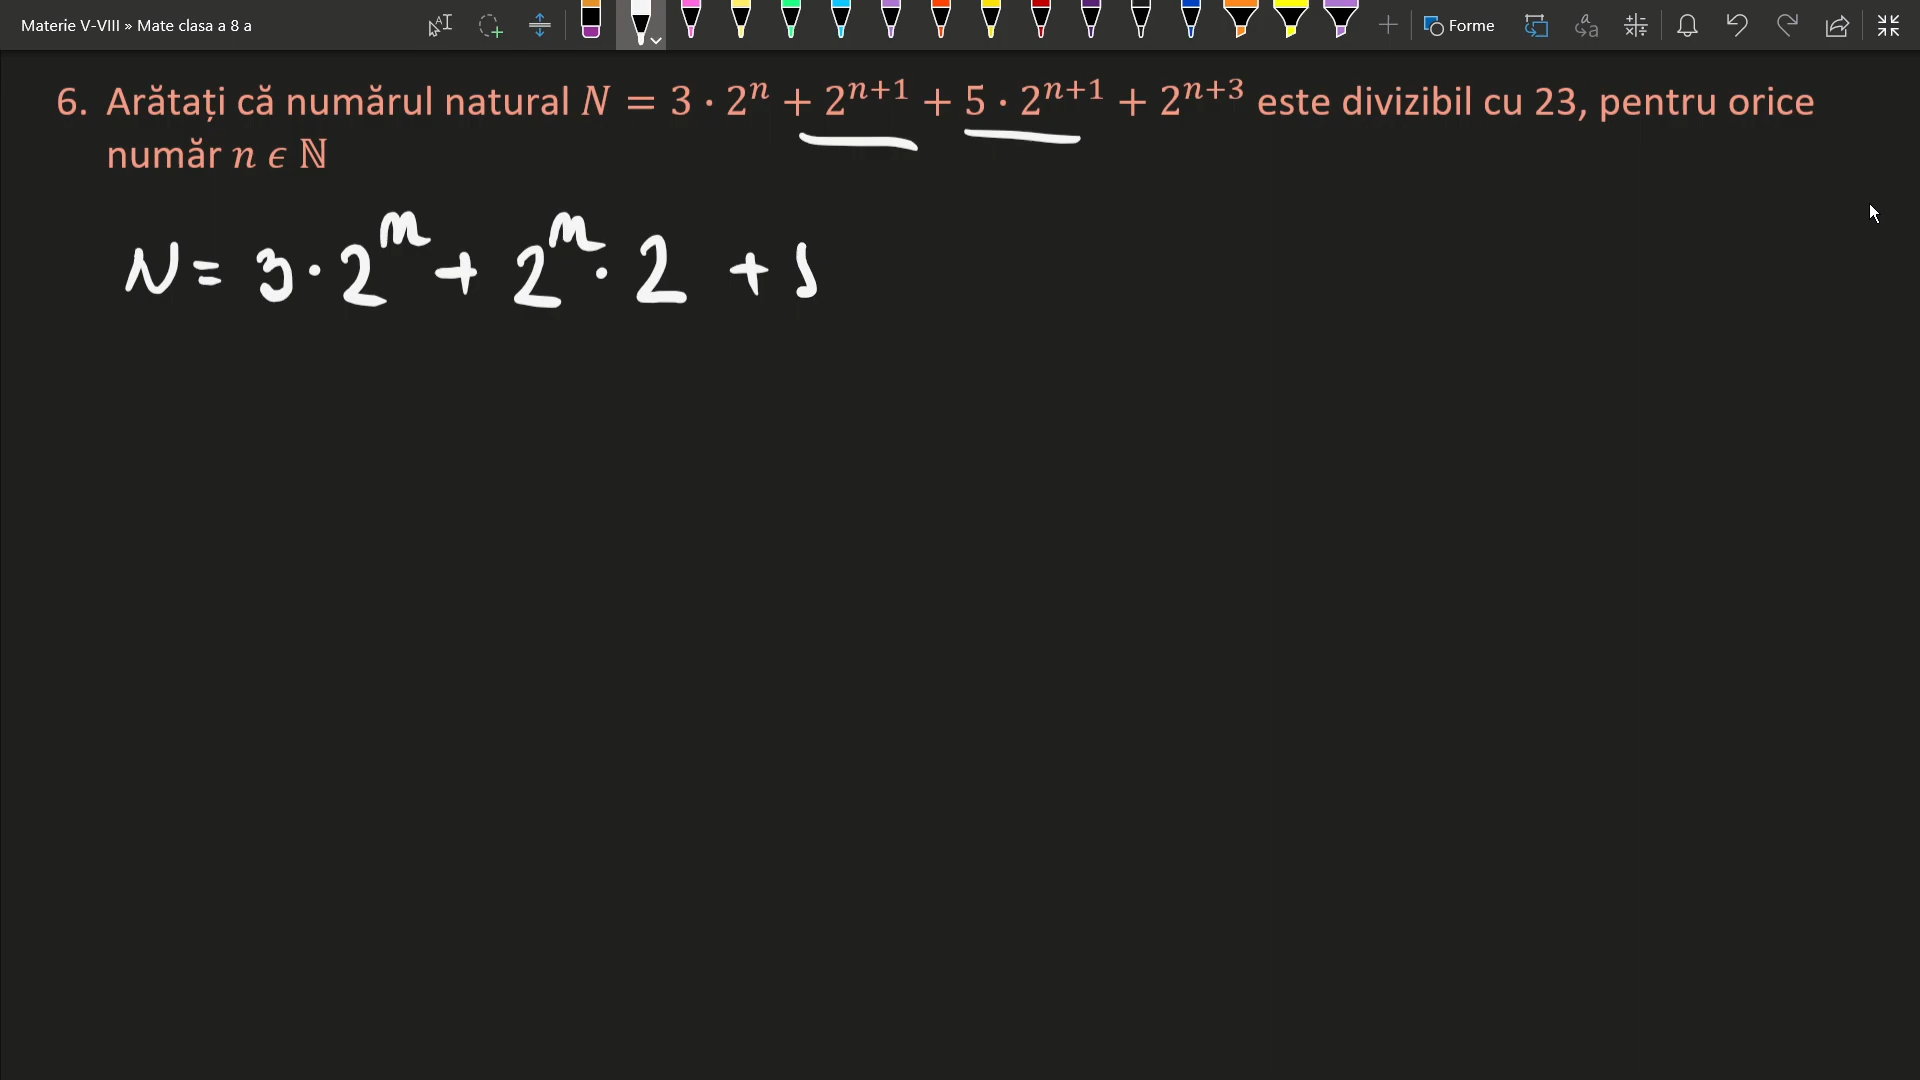 Materie V-VIII » Mate clasa a 8 a
Forme
6. Arătați că numărul natural N = 3 · 2ⁿ + 2ⁿ⁺¹ + 5 · 2ⁿ⁺¹ + 2ⁿ⁺³ este divizibil cu 23, pentru orice
număr n ϵ ℕ
N = 3 · 2ⁿ + 2ⁿ · 2 +